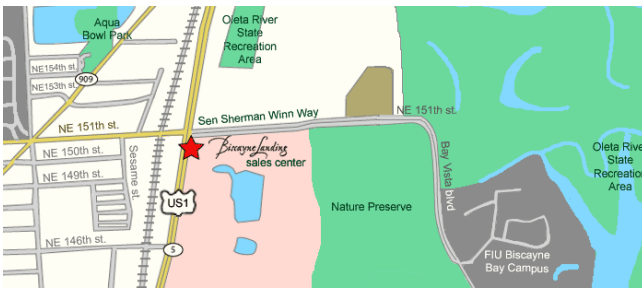 Aqua
Bowl Park
Oleta River
State
Recreation
Area
NE154th st.
909
NE153th st.
Sen Sherman Winn Way
NE 151th st.
NE 151th st.
NE 150th st.
Biscayne Landing
sales center
Sesame st.
Bay Vista blvd
Oleta River
State
Recreation
Area
NE 149th st.
US1
Nature Preserve
NE 146th st.
5
FIU Biscayne
Bay Campus